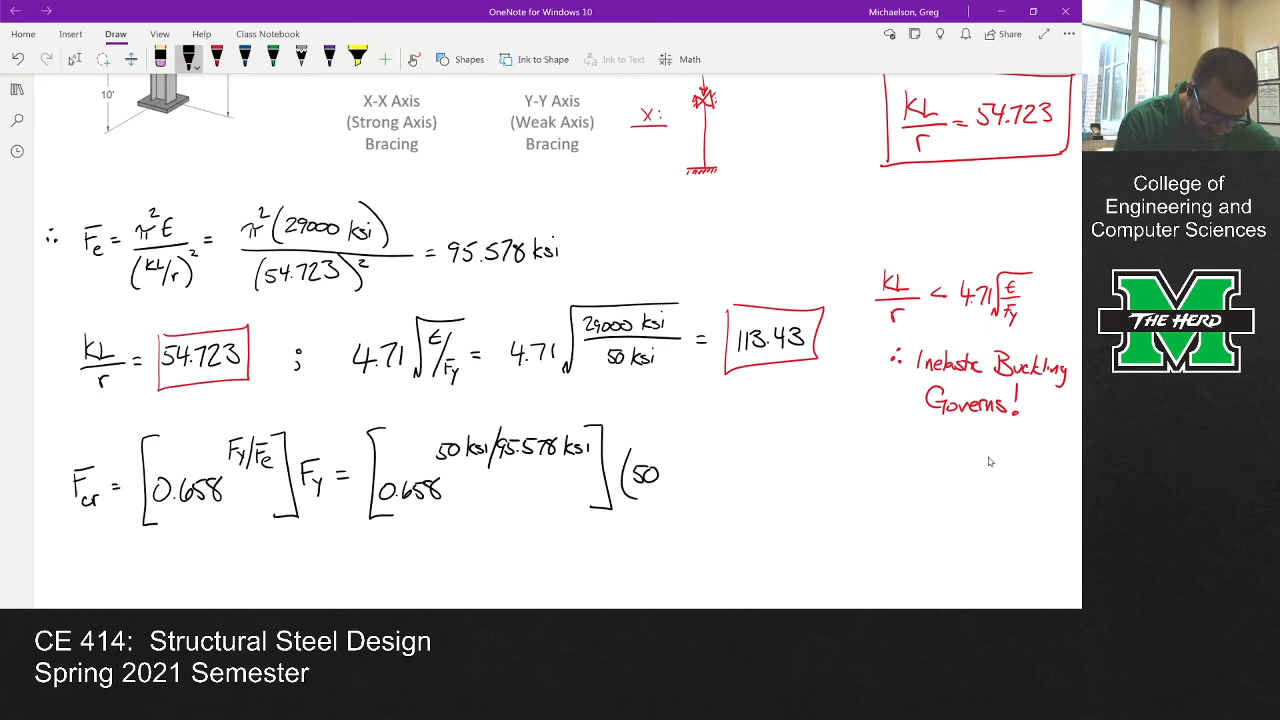 OneNote for Windows 10
Michaelson, Greg
Home Insert Draw View Help Class Notebook
Share
Shapes Ink to Shape Ink to Text Math
10'
X-X Axis
(Strong Axis)
Bracing
Y-Y Axis
(Weak Axis)
Bracing
X:
KL/r = 54.723
∴ Fe = π²E/(KL/r)² = π²(29000 ksi)/(54.723)² = 95.578 ksi
KL/r = 54.723 ; 4.71√(E/Fy) = 4.71√(29000 ksi/50 ksi) = 113.43
KL/r < 4.71√(E/Fy)
∴ Inelastic Buckling
Governs!
Fcr = [0.658^(Fy/Fe)] Fy = [0.658^(50 ksi/95.578 ksi)] (50
College of
Engineering and
Computer Sciences
THE HERD
M
CE 414: Structural Steel Design
Spring 2021 Semester